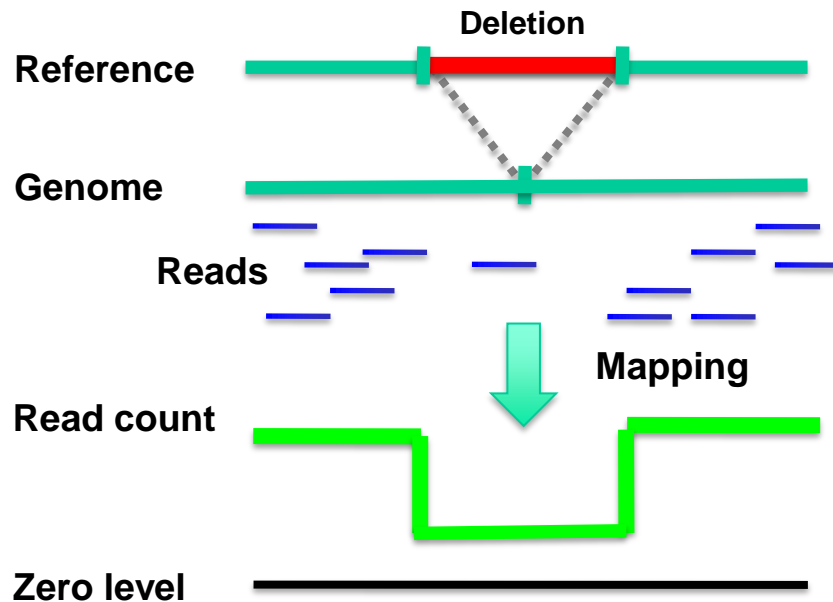 Deletion
Reference
Genome
Reads
Mapping
Read count
Zero level